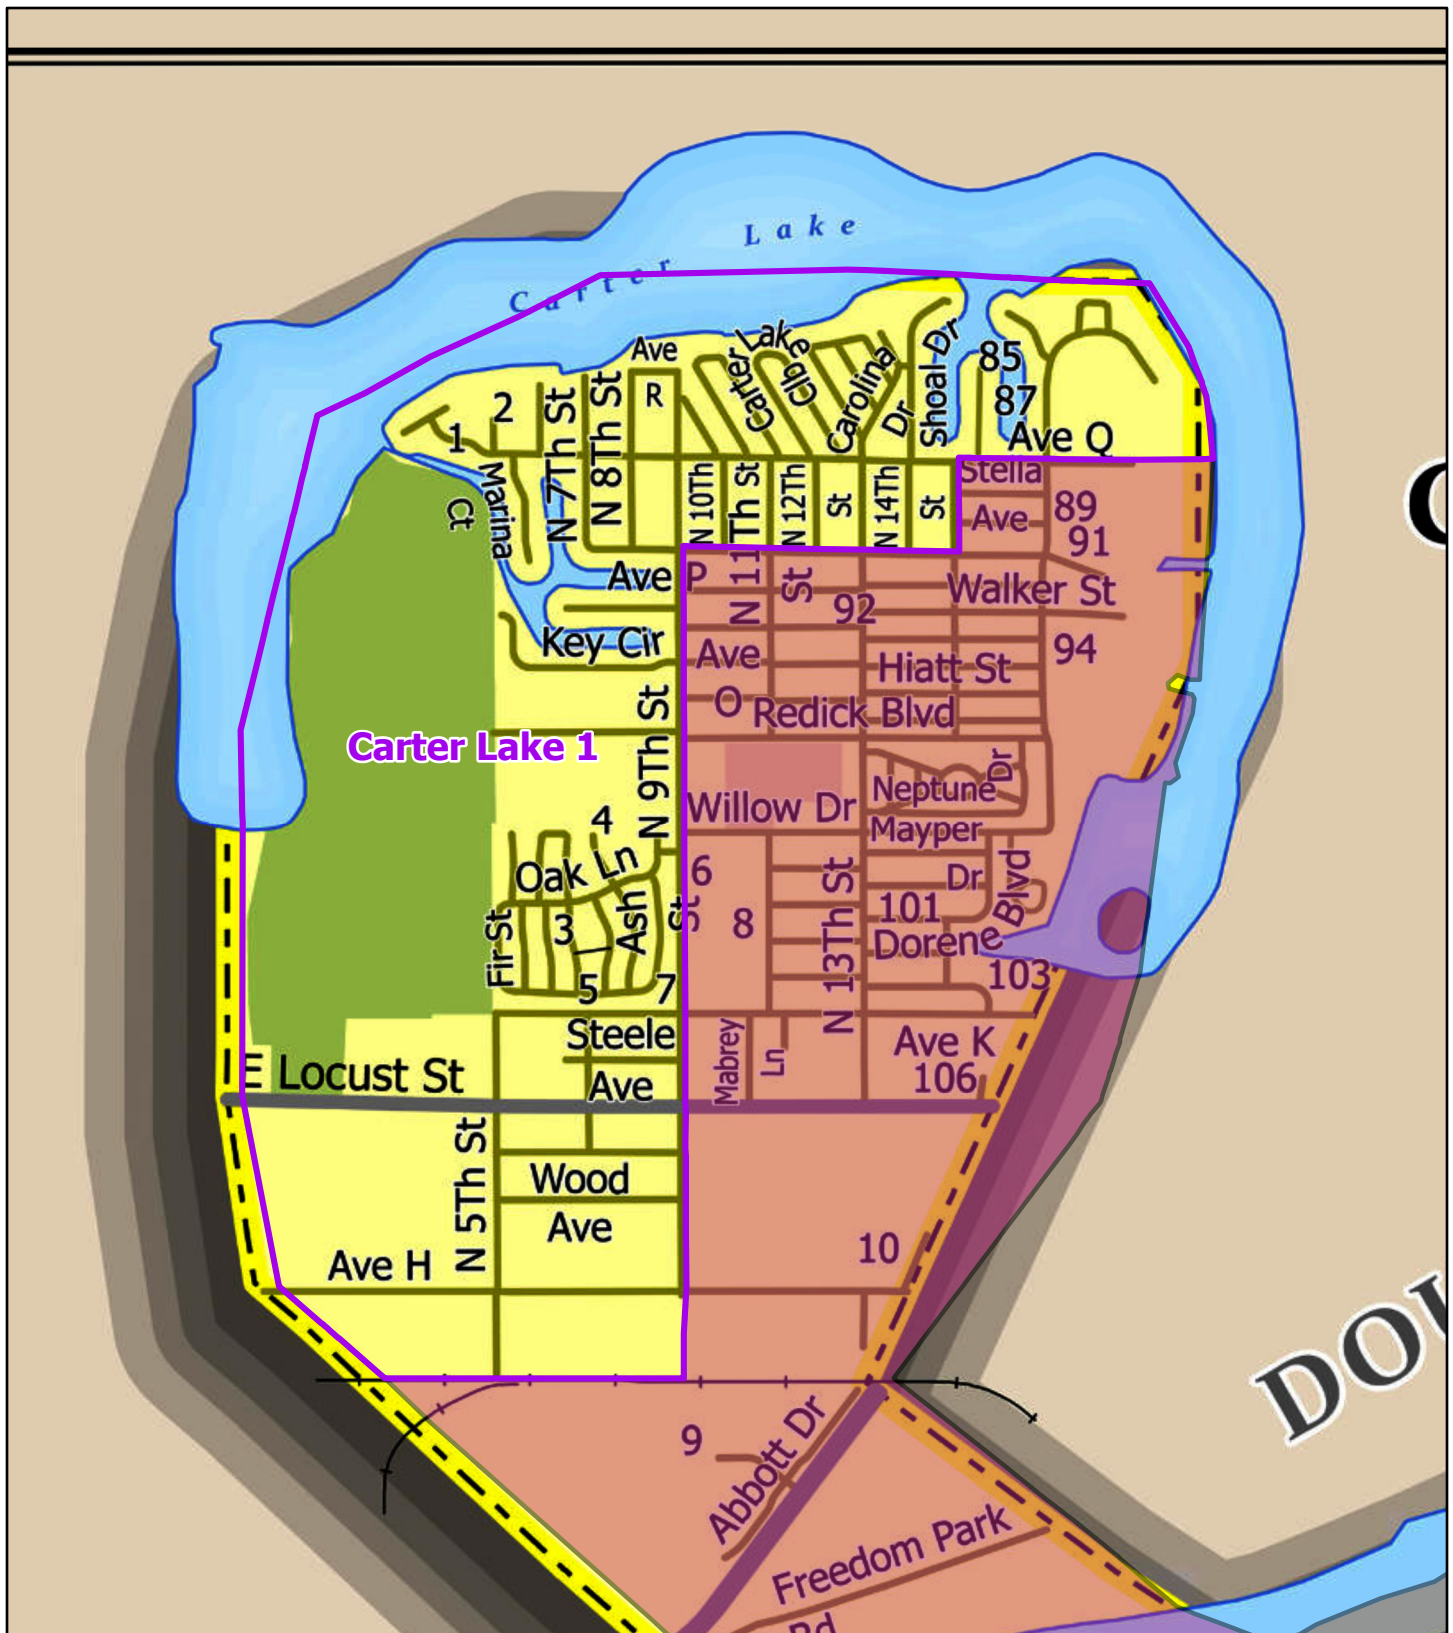 Lake
Carter
Ave
R
Carter Lake
Clb
Carolina
Dr
Shoal Dr
85
87
Ave Q
2
1
N 7Th St
N 8Th St
Marina
Ct
N 10Th
N 11Th St
N 12Th
St
St
N 14Th
St
Stella
Ave
89
91
Ave P
Walker St
92
Key Cir
Ave
O
Hiatt St
94
Redick Blvd
Carter Lake 1
N 9Th St
Neptune
Dr
Willow Dr
Mayper
Dr
4
Oak Ln
6
Fir St
3
Ash
St
8
N 13Th St
101
Blvd
Dorene
103
5
7
Steele
Ave
Mabrey
Ln
Ave K
106
E Locust St
N 5Th St
Wood
Ave
Ave H
10
9
Abbott Dr
Freedom Park
Rd
DOU